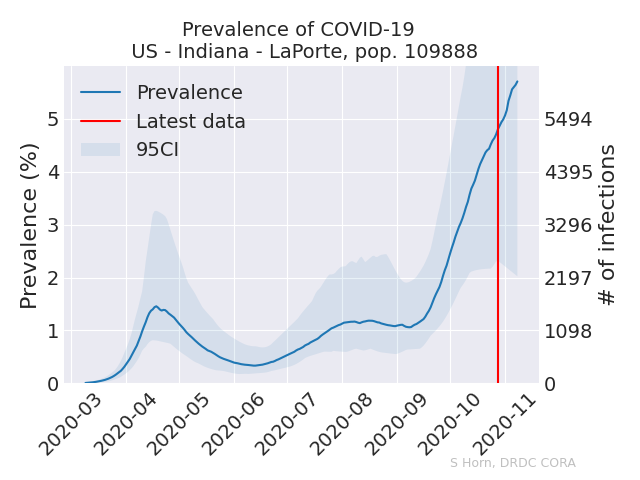 Prevalence of COVID-19
US - Indiana - LaPorte, pop. 109888
Prevalence
Latest data
95CI
Prevalence (%)
5
4
3
2
1
0
5494
4395
3296
2197
1098
0
# of infections
2020-03
2020-04
2020-05
2020-06
2020-07
2020-08
2020-09
2020-10
2020-11
S Horn, DRDC CORA